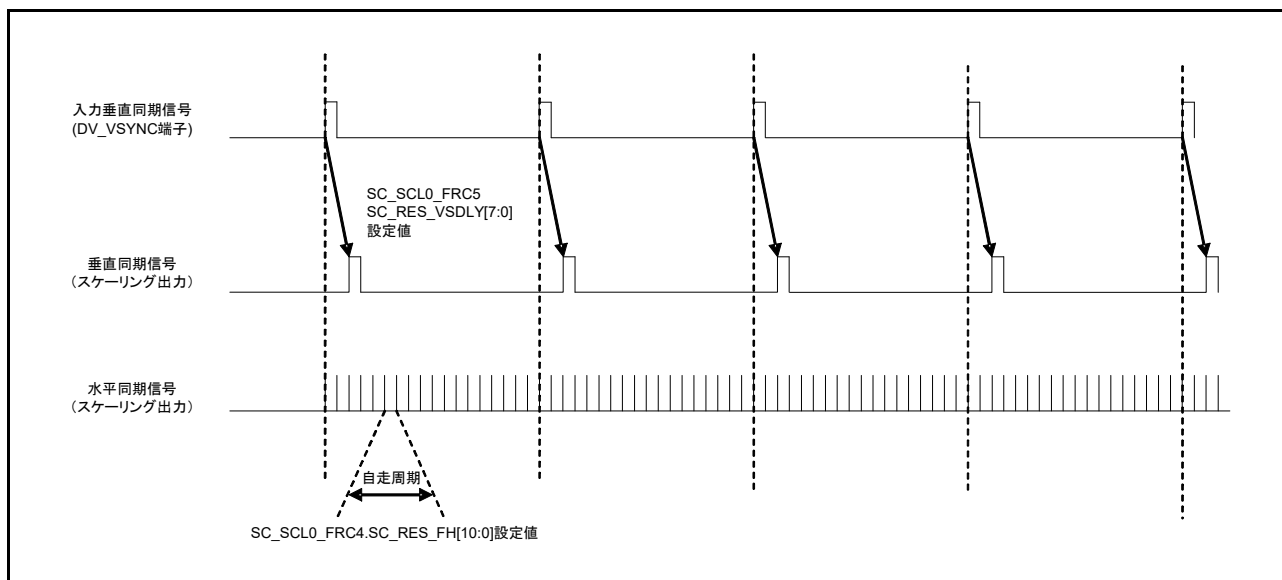 入力垂直同期信号
(DV_VSYNC端子)
SC_SCL0_FRC5
SC_RES_VSDLY[7:0]
設定値
垂直同期信号
（スケーリング出力）
水平同期信号
（スケーリング出力）
自走周期
SC_SCL0_FRC4.SC_RES_FH[10:0]設定値